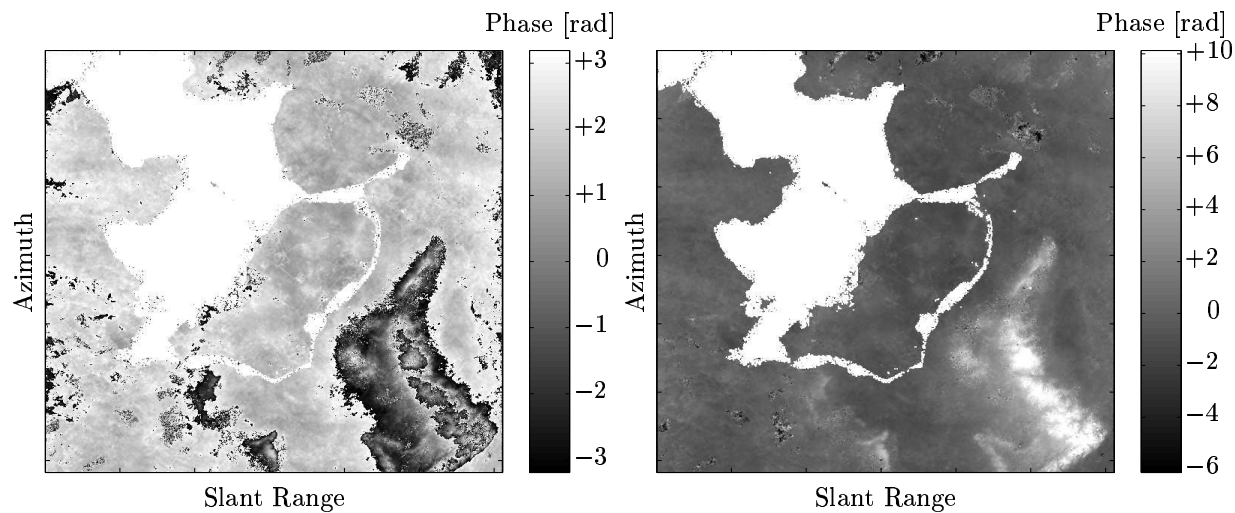 Phase [rad]
+3
+2
+1
0
−1
−2
−3
Azimuth
Slant Range
Phase [rad]
+10
+8
+6
+4
+2
0
−2
−4
−6
Azimuth
Slant Range